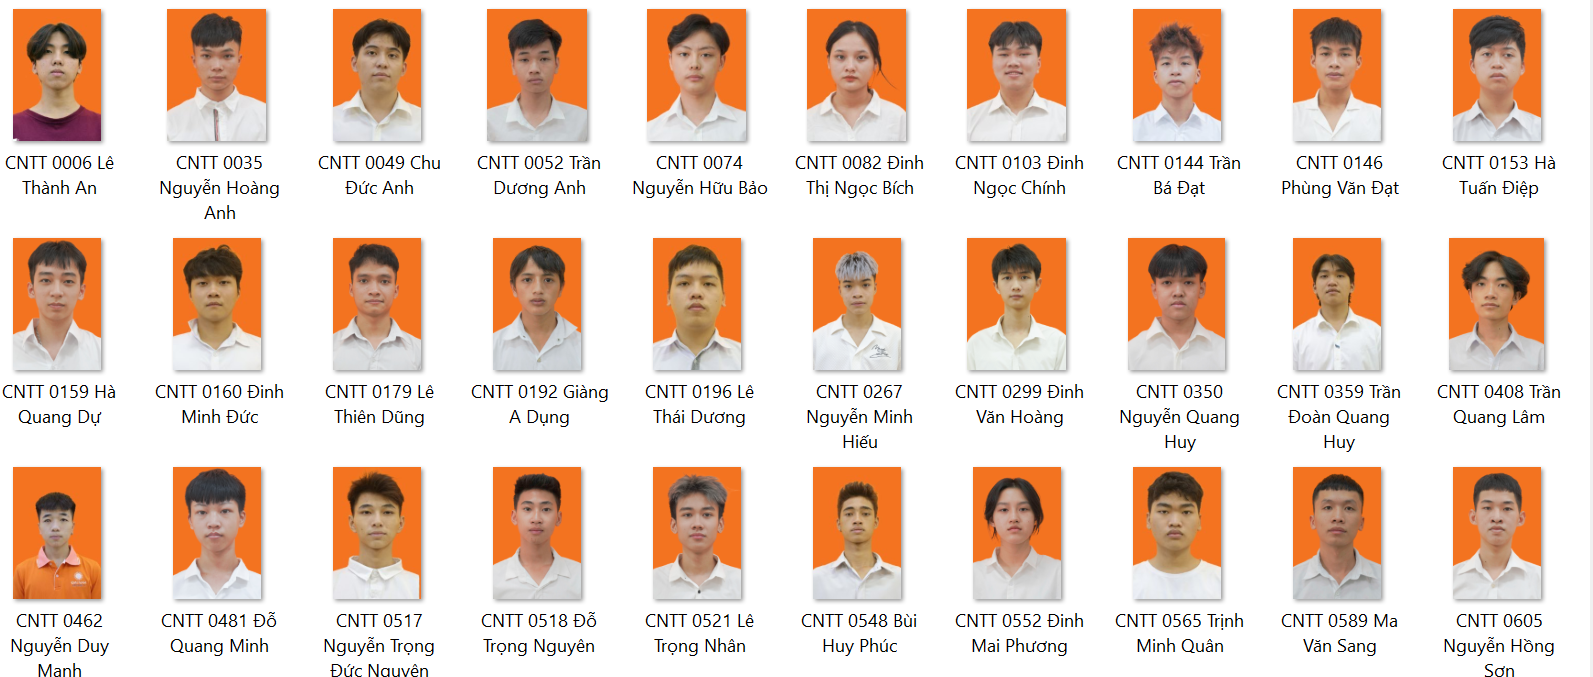 CNTT 0006 Lê
Thành An
CNTT 0035
Nguyễn Hoàng
Anh
CNTT 0049 Chu
Đức Anh
CNTT 0052 Trần
Dương Anh
CNTT 0074
Nguyễn Hữu Bảo
CNTT 0082 Đinh
Thị Ngọc Bích
CNTT 0103 Đinh
Ngọc Chính
CNTT 0144 Trần
Bá Đạt
CNTT 0146
Phùng Văn Đạt
CNTT 0153 Hà
Tuấn Điệp
CNTT 0159 Hà
Quang Dự
CNTT 0160 Đinh
Minh Đức
CNTT 0179 Lê
Thiên Dũng
CNTT 0192 Giàng
A Dụng
CNTT 0196 Lê
Thái Dương
CNTT 0267
Nguyễn Minh
Hiếu
CNTT 0299 Đinh
Văn Hoàng
CNTT 0350
Nguyễn Quang
Huy
CNTT 0359 Trần
Đoàn Quang
Huy
CNTT 0408 Trần
Quang Lâm
CNTT 0462
Nguyễn Duy
Mạnh
CNTT 0481 Đỗ
Quang Minh
CNTT 0517
Nguyễn Trọng
Đức Nguyên
CNTT 0518 Đỗ
Trọng Nguyên
CNTT 0521 Lê
Trọng Nhân
CNTT 0548 Bùi
Huy Phúc
CNTT 0552 Đinh
Mai Phương
CNTT 0565 Trịnh
Minh Quân
CNTT 0589 Ma
Văn Sang
CNTT 0605
Nguyễn Hồng
Sơn